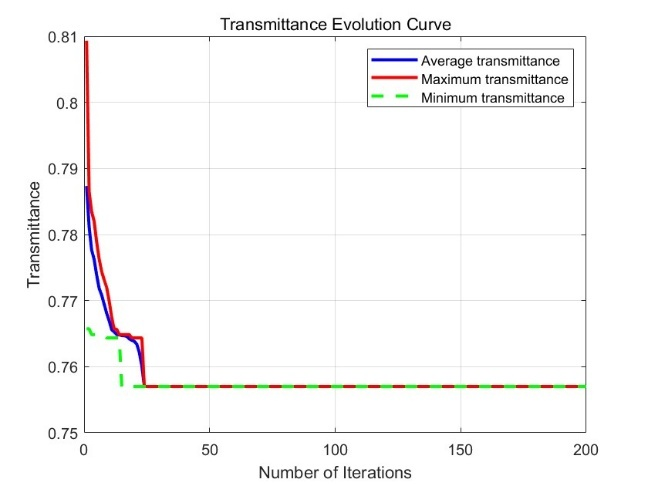 Transmittance Evolution Curve
0.81
0.8
0.79
0.78
0.77
0.76
0.75
Transmittance
Average transmittance
Maximum transmittance
Minimum transmittance
0 50 100 150 200
Number of Iterations